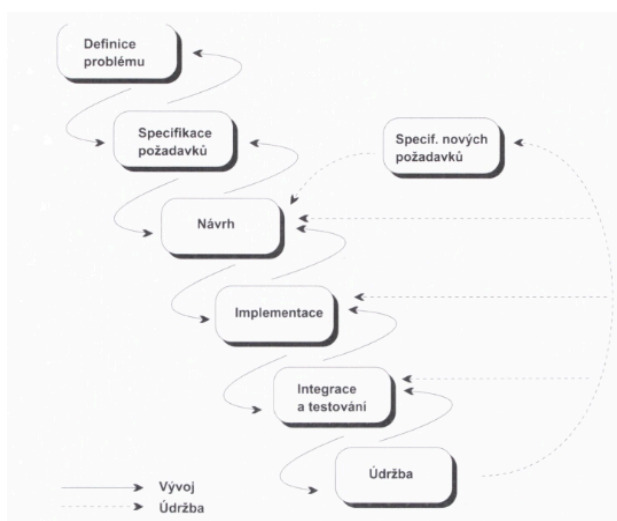 Definice
problému
Specifikace
požadavků
Specif. nových
požadavků
Návrh
Implementace
Integrace
a testování
Údržba
Vývoj
Údržba